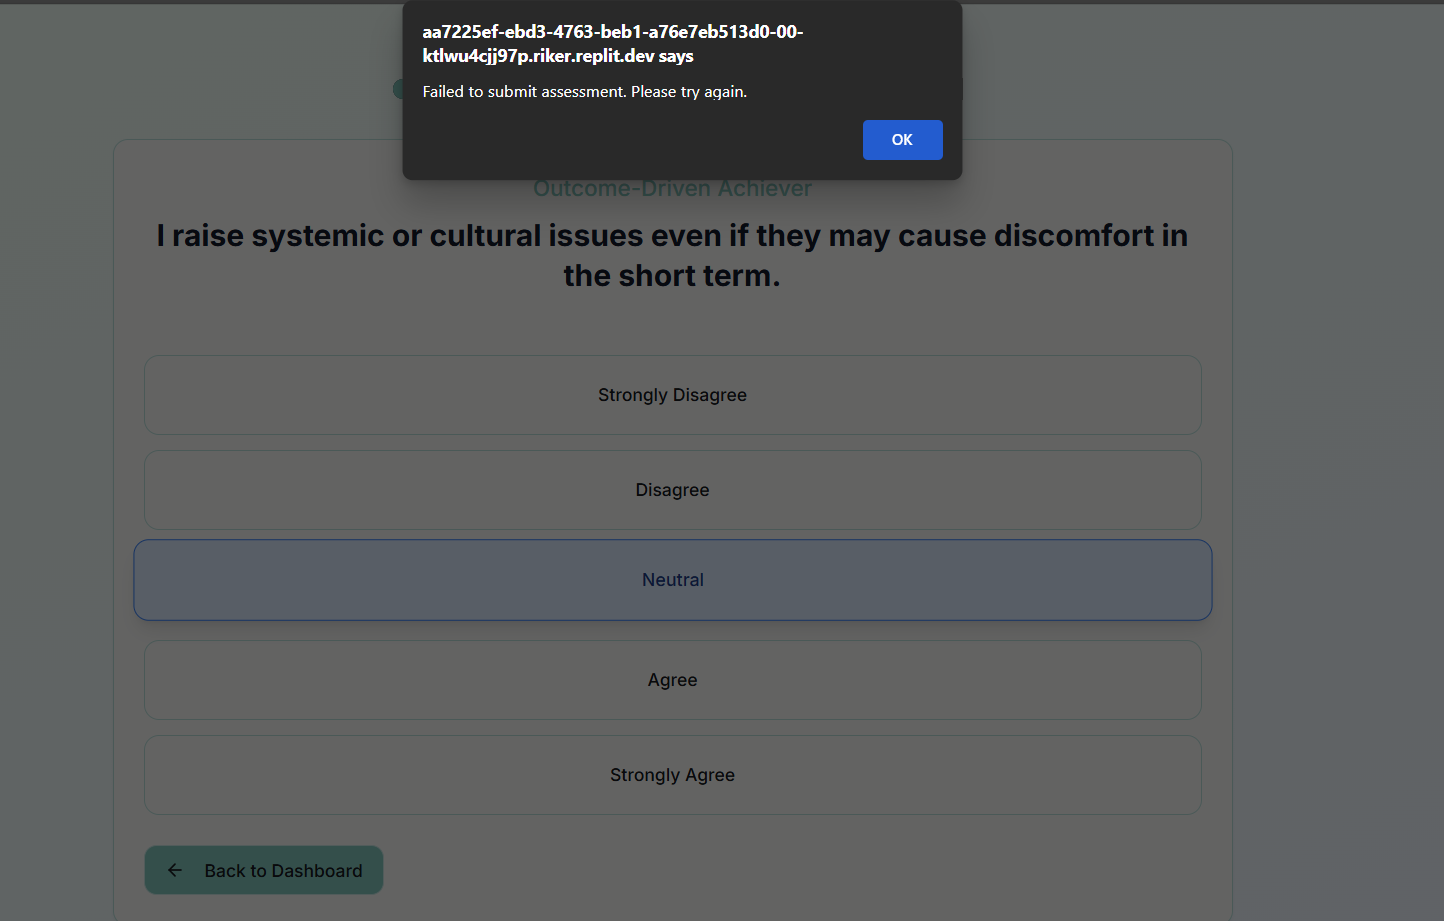 aa7225ef-ebd3-4763-beb1-a76e7eb513d0-00-
ktlwu4cjj97p.riker.replit.dev says
Failed to submit assessment. Please try again.
OK
Outcome-Driven Achiever
I raise systemic or cultural issues even if they may cause discomfort in
the short term.
Strongly Disagree
Disagree
Neutral
Agree
Strongly Agree
Back to Dashboard